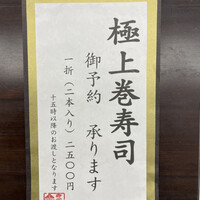 極上巻寿司
御予約 承ります
一折(二本入り)二五〇〇円
十五時以降のお渡しとなります